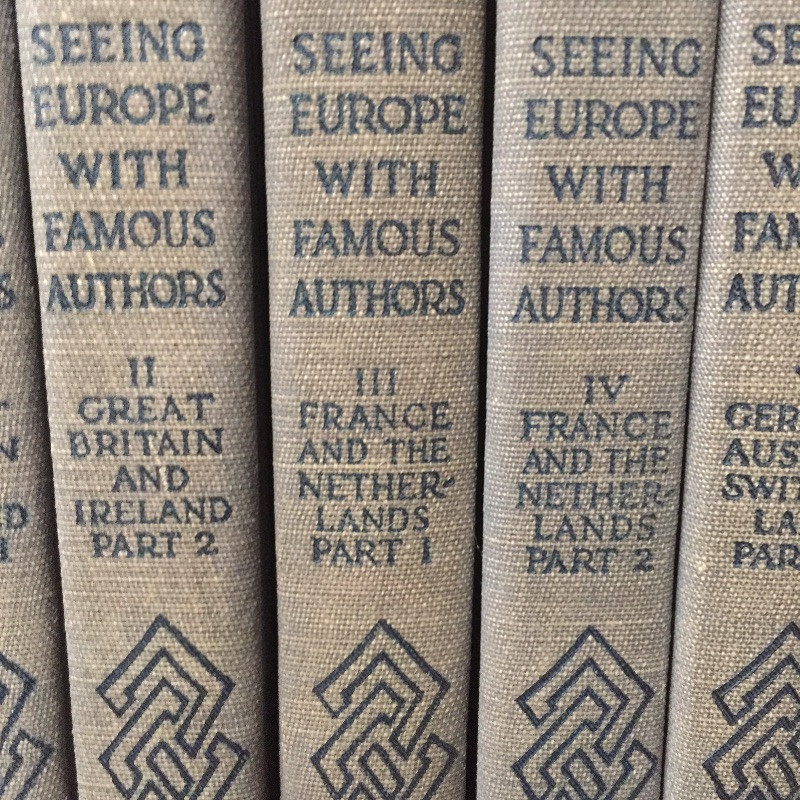 SEEING
EUROPE
WITH
FAMOUS
AUTHORS
II
GREAT
BRITAIN
AND
IRELAND
PART 2
SEEING
EUROPE
WITH
FAMOUS
AUTHORS
III
FRANCE
AND THE
NETHER-
LANDS
PART 1
SEEING
EUROPE
WITH
FAMOUS
AUTHORS
IV
FRANCE
AND THE
NETHER-
LANDS
PART 2